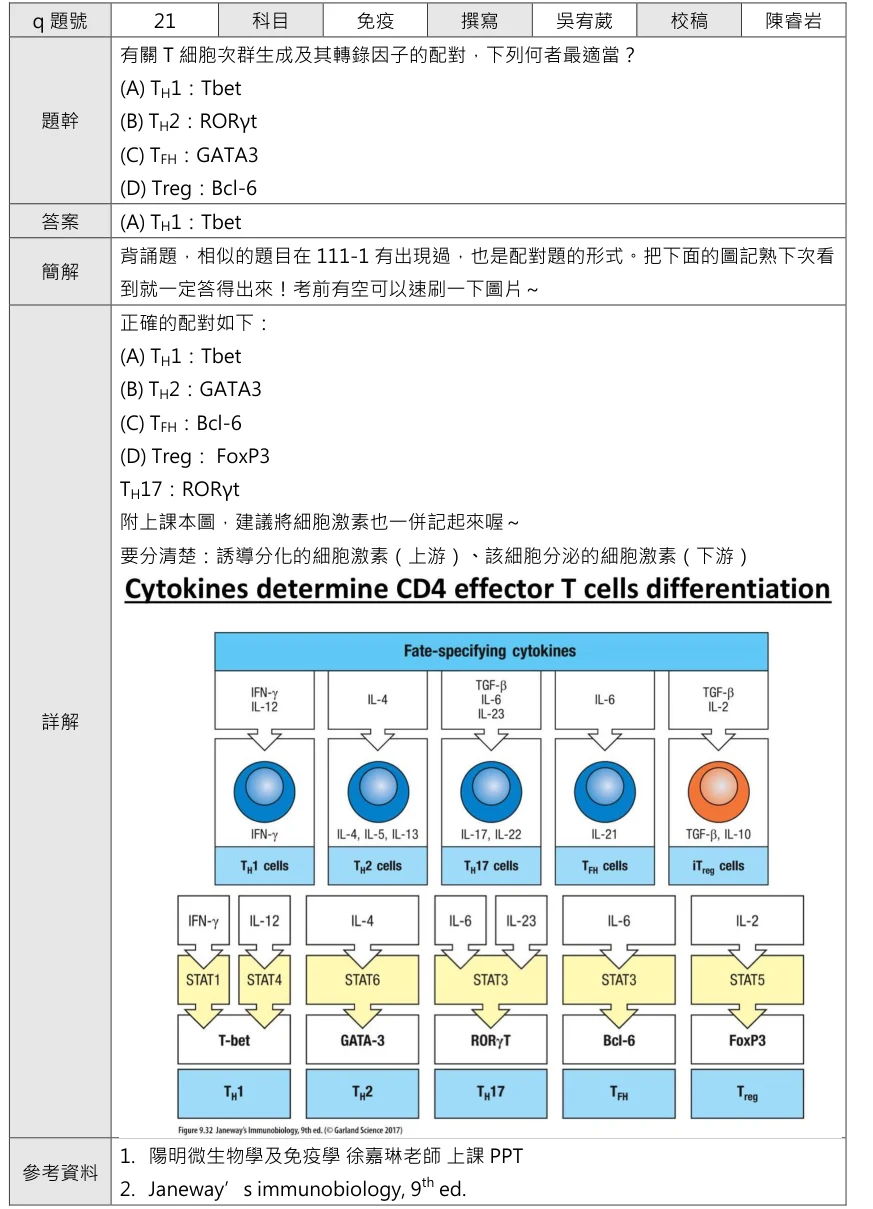 q 題號 21 科目 免疫 撰寫 吳宥葳 校稿 陳睿岩
題幹
有關 T 細胞次群生成及其轉錄因子的配對，下列何者最適當？
(A) TH1：Tbet
(B) TH2：RORγt
(C) TFH：GATA3
(D) Treg：Bcl-6
答案
(A) TH1：Tbet
簡解
背誦題，相似的題目在 111-1 有出現過，也是配對題的形式。把下面的圖記熟下次看
到就一定答得出來！考前有空可以速刷一下圖片～
詳解
正確的配對如下：
(A) TH1：Tbet
(B) TH2：GATA3
(C) TFH：Bcl-6
(D) Treg： FoxP3
TH17：RORγt
附上課本圖，建議將細胞激素也一併記起來喔～
要分清楚：誘導分化的細胞激素（上游）、該細胞分泌的細胞激素（下游）
Cytokines determine CD4 effector T cells differentiation
Fate-specifying cytokines
IFN-γ
IL-12
IL-4
TGF-β
IL-6
IL-23
IL-6
TGF-β
IL-2
IFN-γ
IL-4, IL-5, IL-13
IL-17, IL-22
IL-21
TGF-β, IL-10
TH1 cells
TH2 cells
TH17 cells
TFH cells
iTreg cells
IFN-γ
IL-12
IL-4
IL-6
IL-23
IL-6
IL-2
STAT1
STAT4
STAT6
STAT3
STAT3
STAT5
T-bet
GATA-3
RORγT
Bcl-6
FoxP3
TH1
TH2
TH17
TFH
Treg
Figure 9.32 Janeway's Immunobiology, 9th ed. (© Garland Science 2017)
參考資料
1. 陽明微生物學及免疫學 徐嘉琳老師 上課 PPT
2. Janeway’s immunobiology, 9th ed.